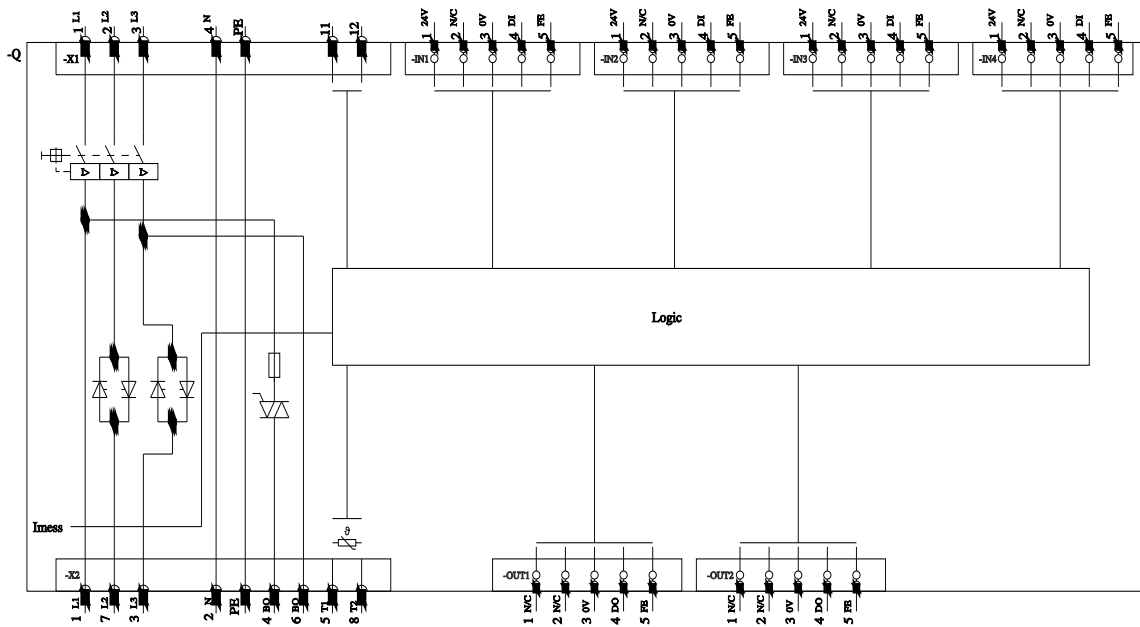 1 L1
2 L2
3 L3
4 N
PE
11
12
1 24V
2 N/C
3 0V
4 DI
5 FE
1 24V
2 N/C
3 0V
4 DI
5 FE
1 24V
2 N/C
3 0V
4 DI
5 FE
1 24V
2 N/C
3 0V
4 DI
5 FE
-Q
-X1
-IN1
-IN2
-IN3
-IN4
Logic
Imess
ϑ
-X2
-OUT1
-OUT2
1 L1
7 L2
3 L3
2 N
PE
4 BO
6 BO
5 T1
8 T2
1 N/C
2 N/C
3 0V
4 DO
5 FE
1 N/C
2 N/C
3 0V
4 DO
5 FE